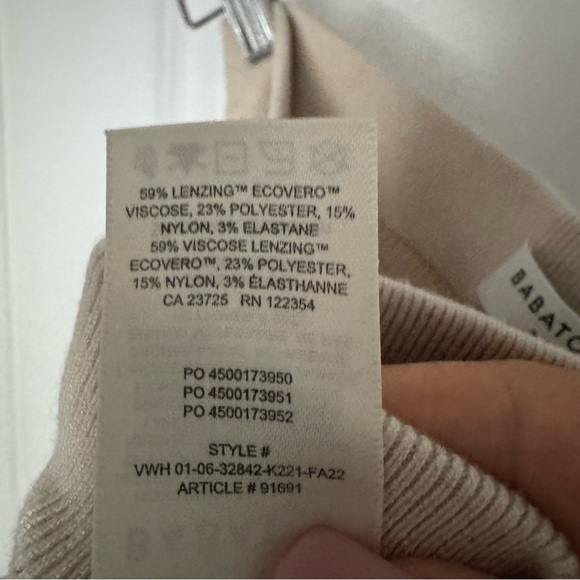 59% LENZING™ ECOVERO™
VISCOSE, 23% POLYESTER, 15%
NYLON, 3% ELASTANE
59% VISCOSE LENZING™
ECOVERO™, 23% POLYESTER,
15% NYLON, 3% ÉLASTHANNE
CA 23725 RN 122354
PO 4500173950
PO 4500173951
PO 4500173952
STYLE #
VWH 01-06-32842-K221-FA22
ARTICLE # 91691
BABATO